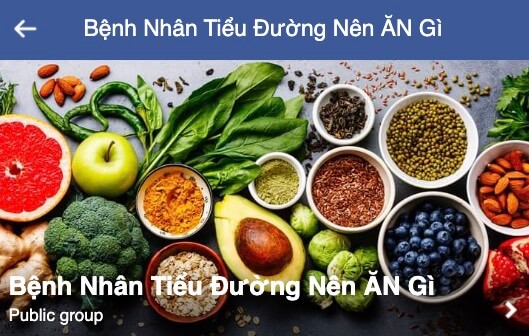 Bệnh Nhân Tiểu Đường Nên ĂN Gì
Bệnh Nhân Tiểu Đường Nên ĂN Gì
Public group